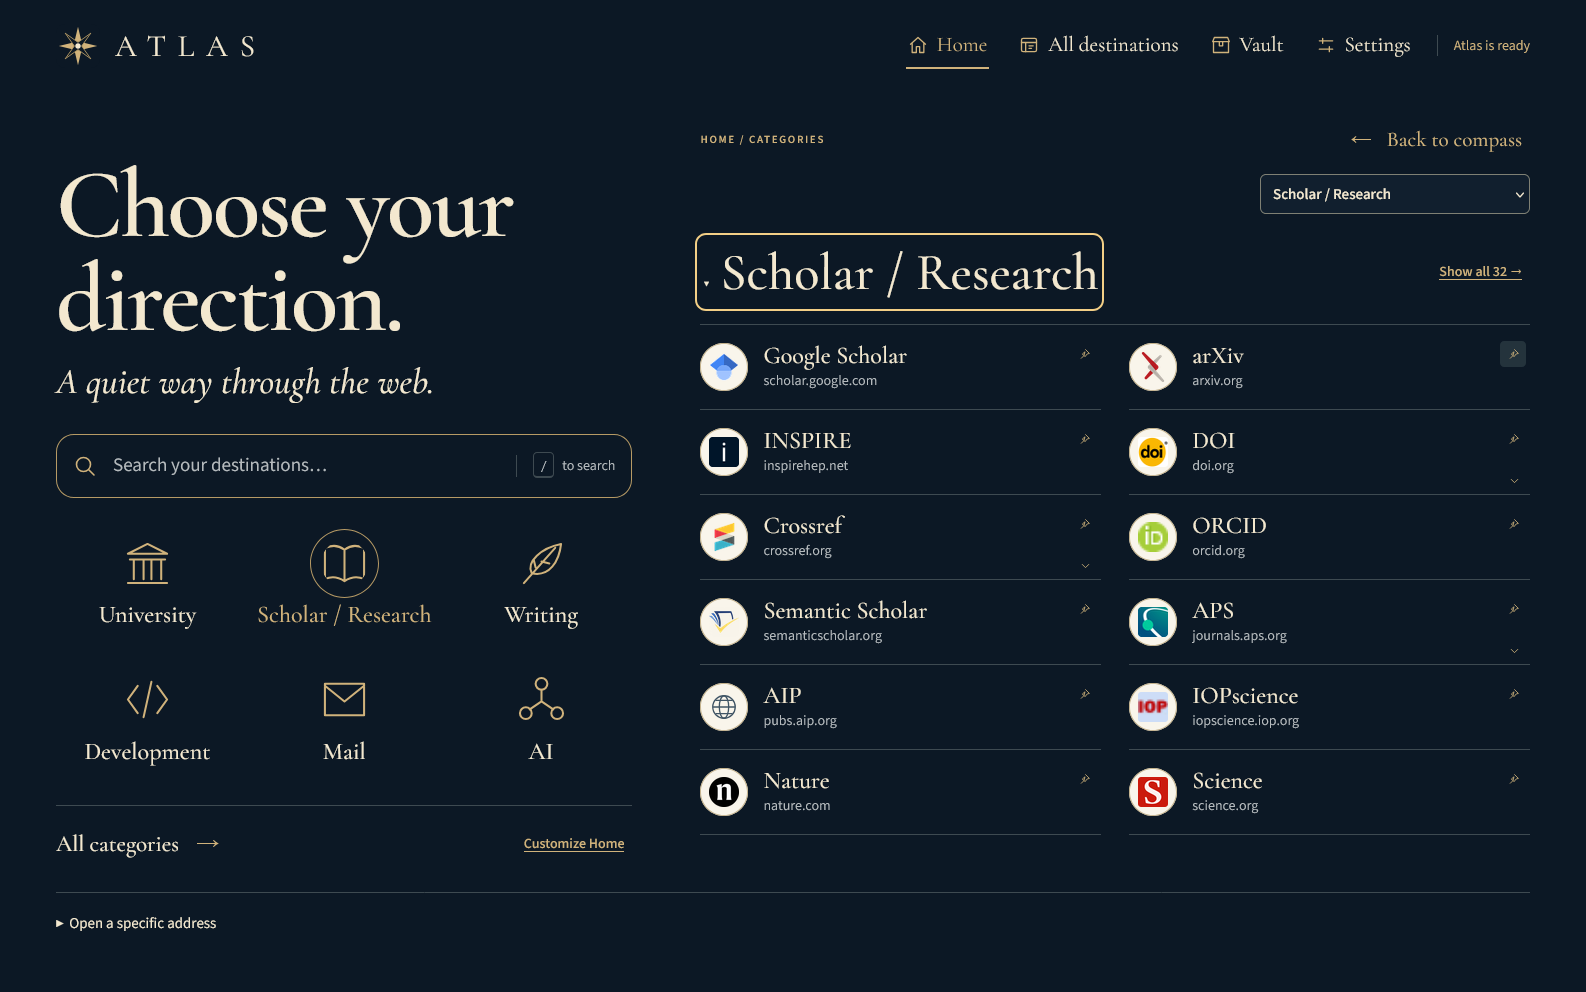 ATLAS
Home
All destinations
Vault
Settings
Atlas is ready
Choose your
direction.
A quiet way through the web.
Search your destinations…
/ to search
University
Scholar / Research
Writing
Development
Mail
AI
All categories →
Customize Home
HOME / CATEGORIES
← Back to compass
Scholar / Research
Scholar / Research
Show all 32 →
Google Scholar
scholar.google.com
arXiv
arxiv.org
i
INSPIRE
inspirehep.net
doi
DOI
doi.org
Crossref
crossref.org
iD
ORCID
orcid.org
Semantic Scholar
semanticscholar.org
APS
journals.aps.org
AIP
pubs.aip.org
IOP
IOPscience
iopscience.iop.org
n
Nature
nature.com
S
Science
science.org
Open a specific address